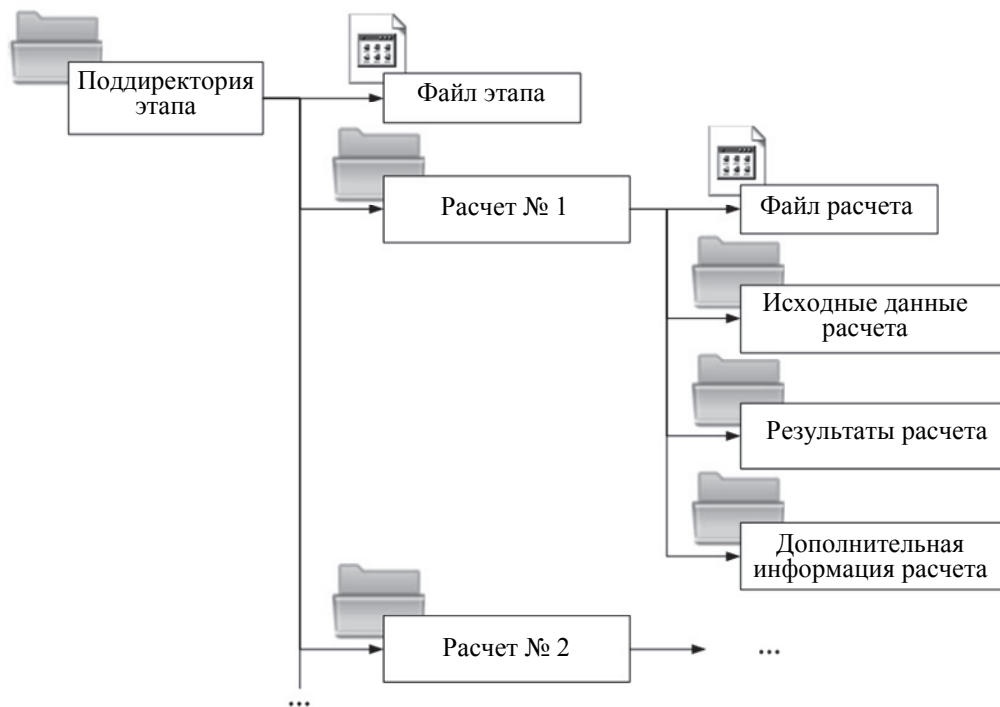 Поддиректория
этапа
Файл этапа
Расчет № 1
Файл расчета
Исходные данные
расчета
Результаты расчета
Дополнительная
информация расчета
Расчет № 2
...
...